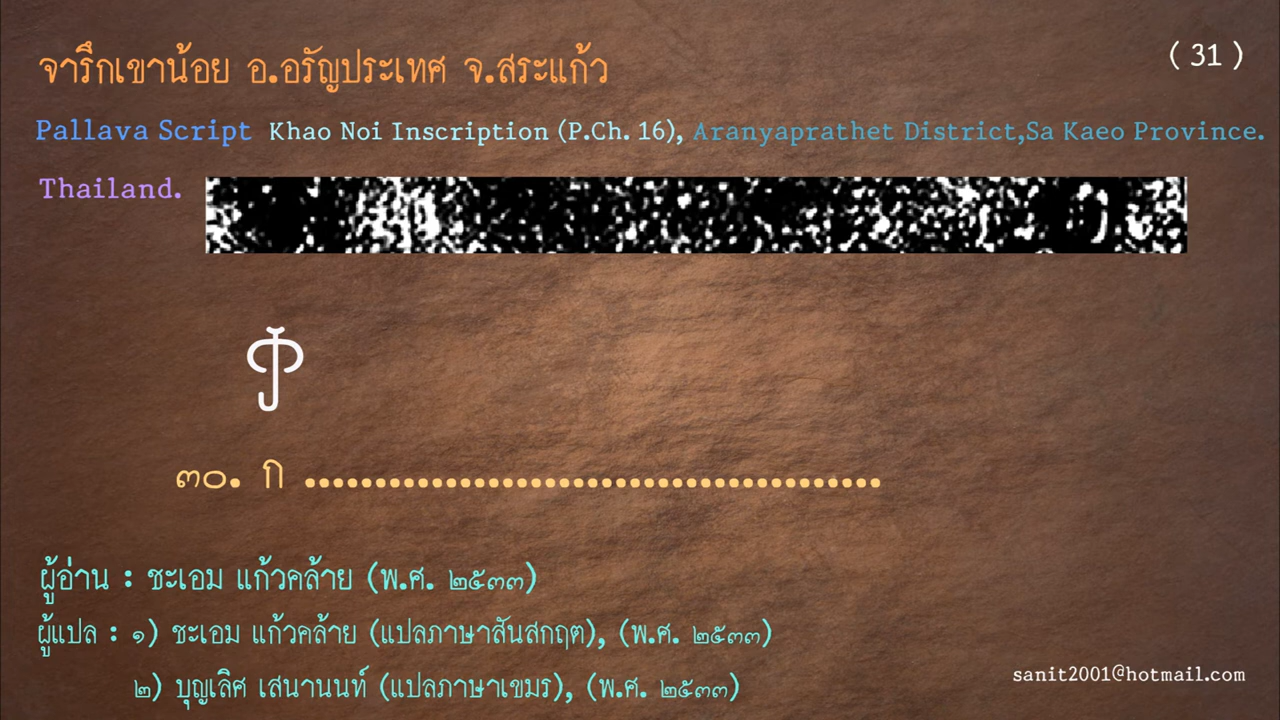 จารึกเขาน้อย อ.อรัญประเทศ จ.สระแก้ว
( 31 )
Pallava Script Khao Noi Inscription (P.Ch. 16), Aranyaprathet District,Sa Kaeo Province.
Thailand.
๓๐. ก ................................................
ผู้อ่าน : ชะเอม แก้วคล้าย (พ.ศ. ๒๕๓๓)
ผู้แปล : ๑) ชะเอม แก้วคล้าย (แปลภาษาสันสกฤต), (พ.ศ. ๒๕๓๓)
๒) บุญเลิศ เสนานนท์ (แปลภาษาเขมร), (พ.ศ. ๒๕๓๓)
sanit2001@hotmail.com